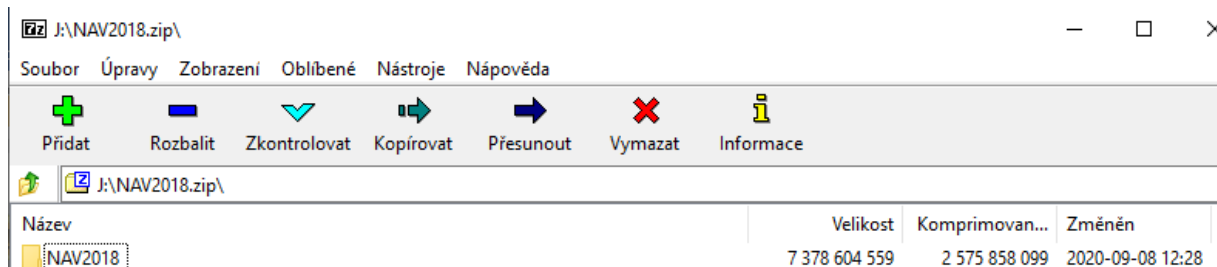 7z J:\NAV2018.zip\
Soubor Úpravy Zobrazení Oblíbené Nástroje Nápověda
Přidat Rozbalit Zkontrolovat Kopírovat Přesunout Vymazat Informace
J:\NAV2018.zip\
Název Velikost Komprimovan... Změněn
NAV2018 7 378 604 559 2 575 858 099 2020-09-08 12:28